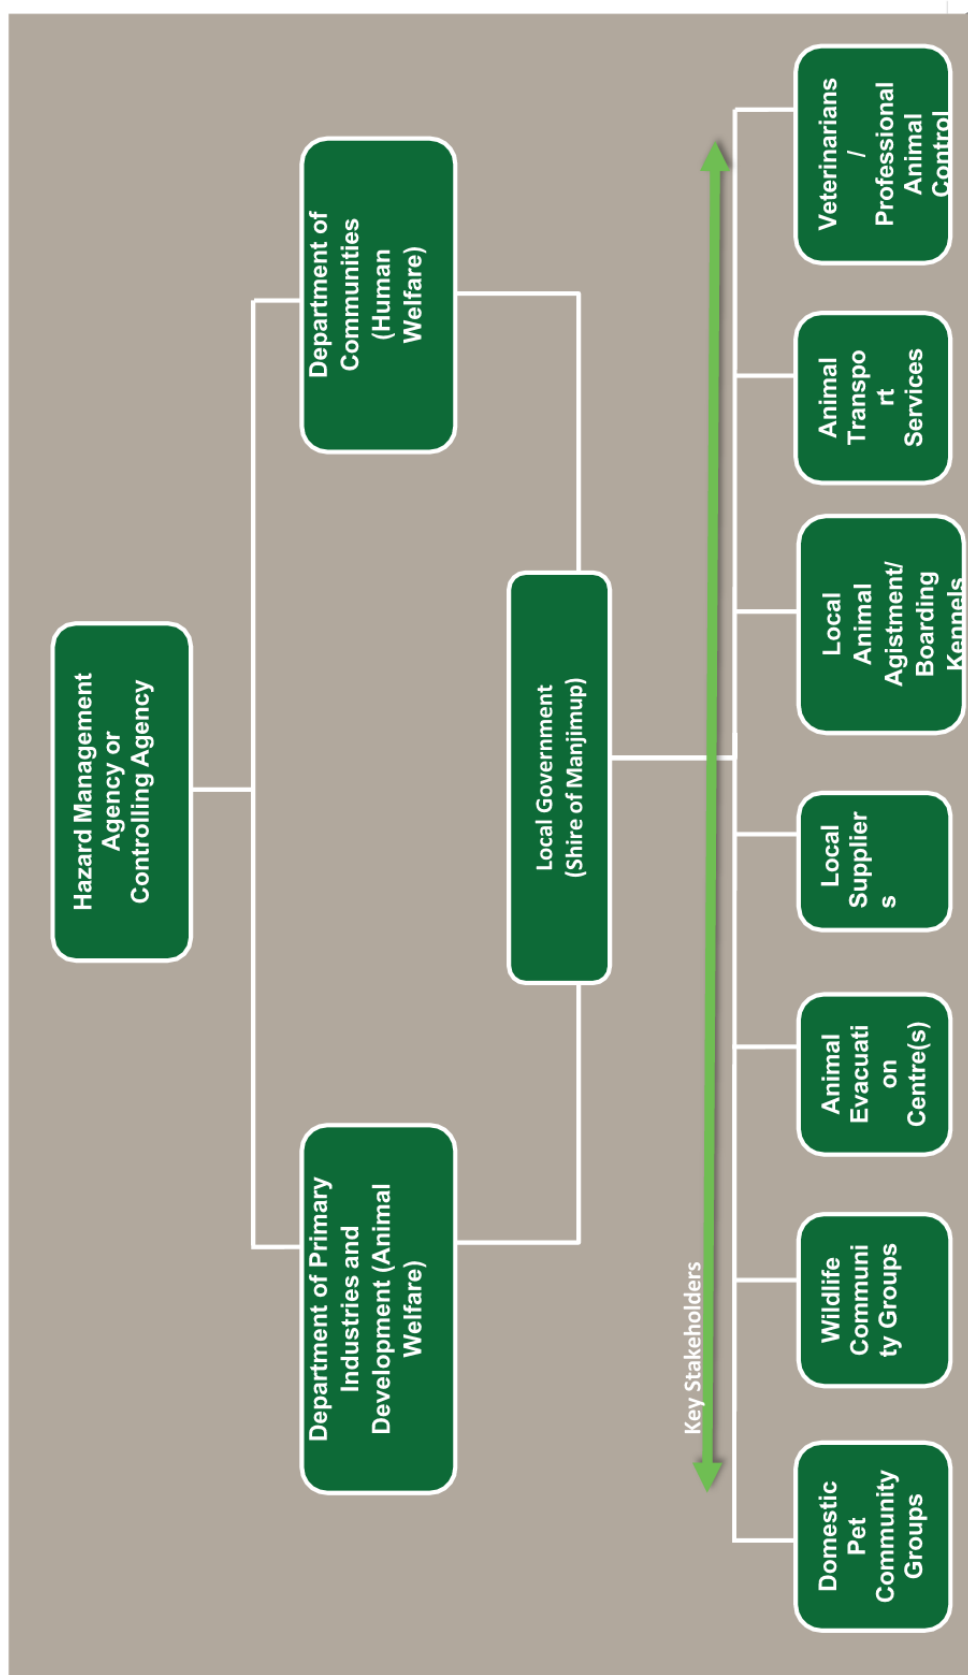 Hazard Management
Agency or
Controlling Agency
Department of Primary
Industries and
Development (Animal
Welfare)
Department of
Communities
(Human
Welfare)
Local Government
(Shire of Manjimup)
Key Stakeholders
Domestic
Pet
Community
Groups
Wildlife
Communi
ty Groups
Animal
Evacuati
on
Centre(s)
Local
Supplier
s
Local
Animal
Agistment/
Boarding
Kennels
Animal
Transpo
rt
Services
Veterinarians
/
Professional
Animal
Control